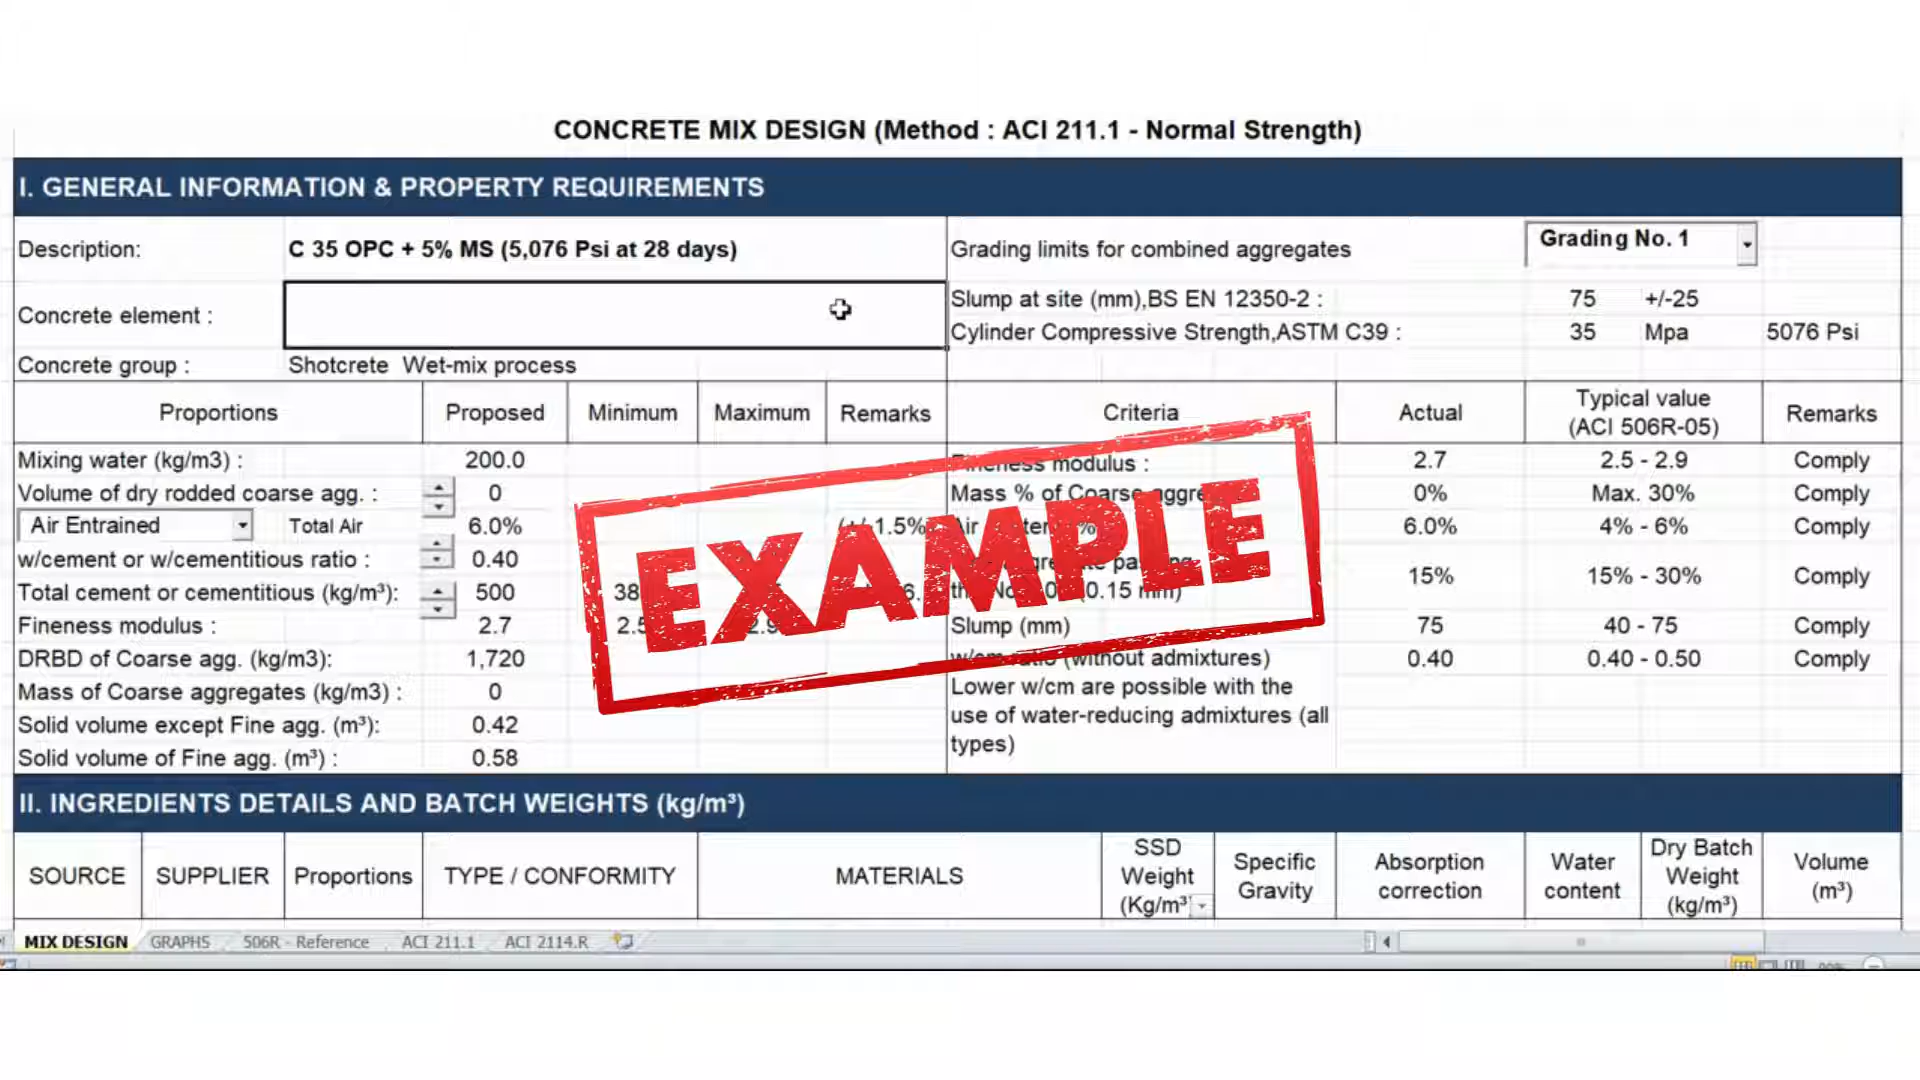 CONCRETE MIX DESIGN (Method : ACI 211.1 - Normal Strength)
I. GENERAL INFORMATION & PROPERTY REQUIREMENTS
Description: C 35 OPC + 5% MS (5,076 Psi at 28 days)
Concrete element :
Concrete group : Shotcrete Wet-mix process
Grading limits for combined aggregates Grading No. 1
Slump at site (mm),BS EN 12350-2 : 75 +/-25
Cylinder Compressive Strength,ASTM C39 : 35 Mpa 5076 Psi
Proportions Proposed Minimum Maximum Remarks
Mixing water (kg/m3) : 200.0
Volume of dry rodded coarse agg. : 0
Air Entrained Total Air 6.0% (+/-1.5%)
w/cement or w/cementitious ratio : 0.40
Total cement or cementitious (kg/m³): 500
Fineness modulus : 2.7
DRBD of Coarse agg. (kg/m3): 1,720
Mass of Coarse aggregates (kg/m3) : 0
Solid volume except Fine agg. (m³): 0.42
Solid volume of Fine agg. (m³) : 0.58
Criteria Actual Typical value (ACI 506R-05) Remarks
Fineness modulus : 2.7 2.5 - 2.9 Comply
Mass % of Coarse 0% Max. 30% Comply
6.0% 4% - 6% Comply
(0.15 mm) 15% 15% - 30% Comply
Slump (mm) 75 40 - 75 Comply
w/cm ratio (without admixtures) 0.40 0.40 - 0.50 Comply
Lower w/cm are possible with the
use of water-reducing admixtures (all
types)
EXAMPLE
II. INGREDIENTS DETAILS AND BATCH WEIGHTS (kg/m³)
SOURCE SUPPLIER Proportions TYPE / CONFORMITY MATERIALS SSD Weight (Kg/m³ Specific Gravity Absorption correction Water content Dry Batch Weight (kg/m³) Volume (m³)
MIX DESIGN GRAPHS 506R - Reference ACI 211.1 ACI 2114.R